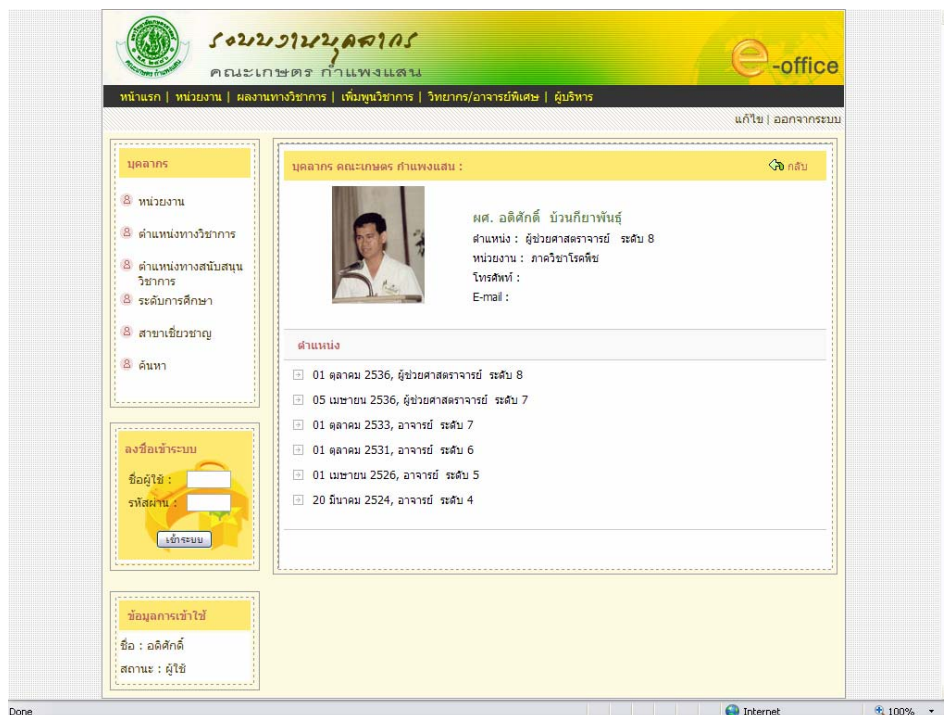 ระบบงานบุคลากร
คณะเกษตร กำแพงแสน
e-office
หน้าแรก | หน่วยงาน | ผลงานทางวิชาการ | เพิ่มพูนวิชาการ | วิทยากร/อาจารย์พิเศษ | ผู้บริหาร
แก้ไข | ออกจากระบบ
บุคลากร
หน่วยงาน
ตำแหน่งทางวิชาการ
ตำแหน่งทางสนับสนุน
วิชาการ
ระดับการศึกษา
สาขาเชี่ยวชาญ
ค้นหา
บุคลากร คณะเกษตร กำแพงแสน :
กลับ
ผศ. อดิศักดิ์ บ้วนกียาพันธุ์
ตำแหน่ง : ผู้ช่วยศาสตราจารย์ ระดับ 8
หน่วยงาน : ภาควิชาโรคพืช
โทรศัพท์ :
E-mail :
ตำแหน่ง
01 ตุลาคม 2536, ผู้ช่วยศาสตราจารย์ ระดับ 8
05 เมษายน 2536, ผู้ช่วยศาสตราจารย์ ระดับ 7
01 ตุลาคม 2533, อาจารย์ ระดับ 7
01 ตุลาคม 2531, อาจารย์ ระดับ 6
01 เมษายน 2526, อาจารย์ ระดับ 5
20 มีนาคม 2524, อาจารย์ ระดับ 4
ลงชื่อเข้าระบบ
ชื่อผู้ใช้ :
รหัสผ่าน :
เข้าระบบ
ข้อมูลการเข้าใช้
ชื่อ : อดิศักดิ์
สถานะ : ผู้ใช้
Done
Internet
100%